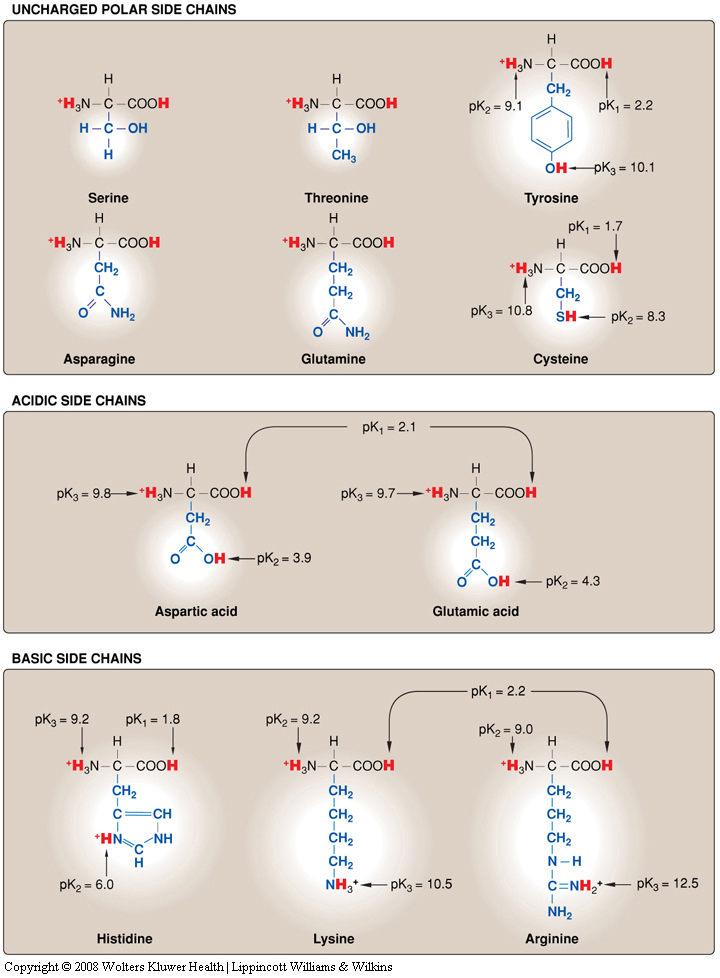 UNCHARGED POLAR SIDE CHAINS
H
+H3N – C – COOH
H – C – OH
H
Serine
H
+H3N – C – COOH
H – C – OH
CH3
Threonine
H
+H3N – C – COOH
CH2
pK2 = 9.1
pK1 = 2.2
OH
pK3 = 10.1
Tyrosine
H
+H3N – C – COOH
CH2
C
O
NH2
Asparagine
H
+H3N – C – COOH
CH2
CH2
C
O
NH2
Glutamine
pK1 = 1.7
H
+H3N – C – COOH
CH2
pK3 = 10.8
SH
pK2 = 8.3
Cysteine
ACIDIC SIDE CHAINS
pK1 = 2.1
H
pK3 = 9.8
+H3N – C – COOH
CH2
C
O
OH
pK2 = 3.9
Aspartic acid
H
pK3 = 9.7
+H3N – C – COOH
CH2
CH2
C
O
OH
pK2 = 4.3
Glutamic acid
BASIC SIDE CHAINS
pK3 = 9.2
pK1 = 1.8
H
+H3N – C – COOH
CH2
C
CH
+HN
NH
C
H
pK2 = 6.0
Histidine
pK1 = 2.2
pK2 = 9.2
H
+H3N – C – COOH
CH2
CH2
CH2
CH2
NH3+
pK3 = 10.5
Lysine
pK2 = 9.0
H
+H3N – C – COOH
CH2
CH2
CH2
N – H
C = NH2+
pK3 = 12.5
NH2
Arginine
Copyright © 2008 Wolters Kluwer Health | Lippincott Williams & Wilkins